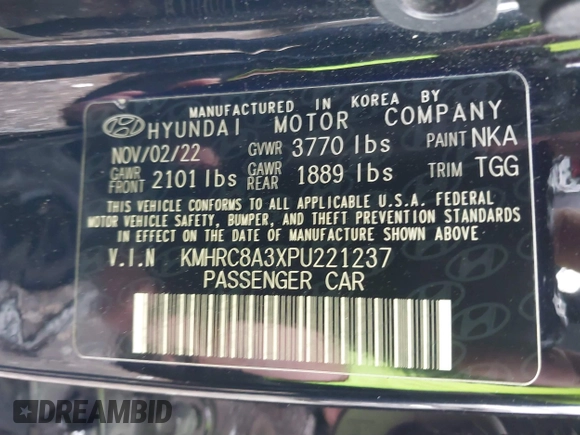 MANUFACTURED IN KOREA BY
HYUNDAI MOTOR COMPANY
NOV/02/22 GVWR 3770 lbs PAINT NKA
GAWR FRONT 2101 lbs GAWR REAR 1889 lbs TRIM TGG
THIS VEHICLE CONFORMS TO ALL APPLICABLE U.S.A. FEDERAL
MOTOR VEHICLE SAFETY, BUMPER, AND THEFT PREVENTION STANDARDS
IN EFFECT ON THE DATE OF MANUFACTURE SHOWN ABOVE.
V.I.N KMHRC8A3XPU221237
PASSENGER CAR
DREAMBID